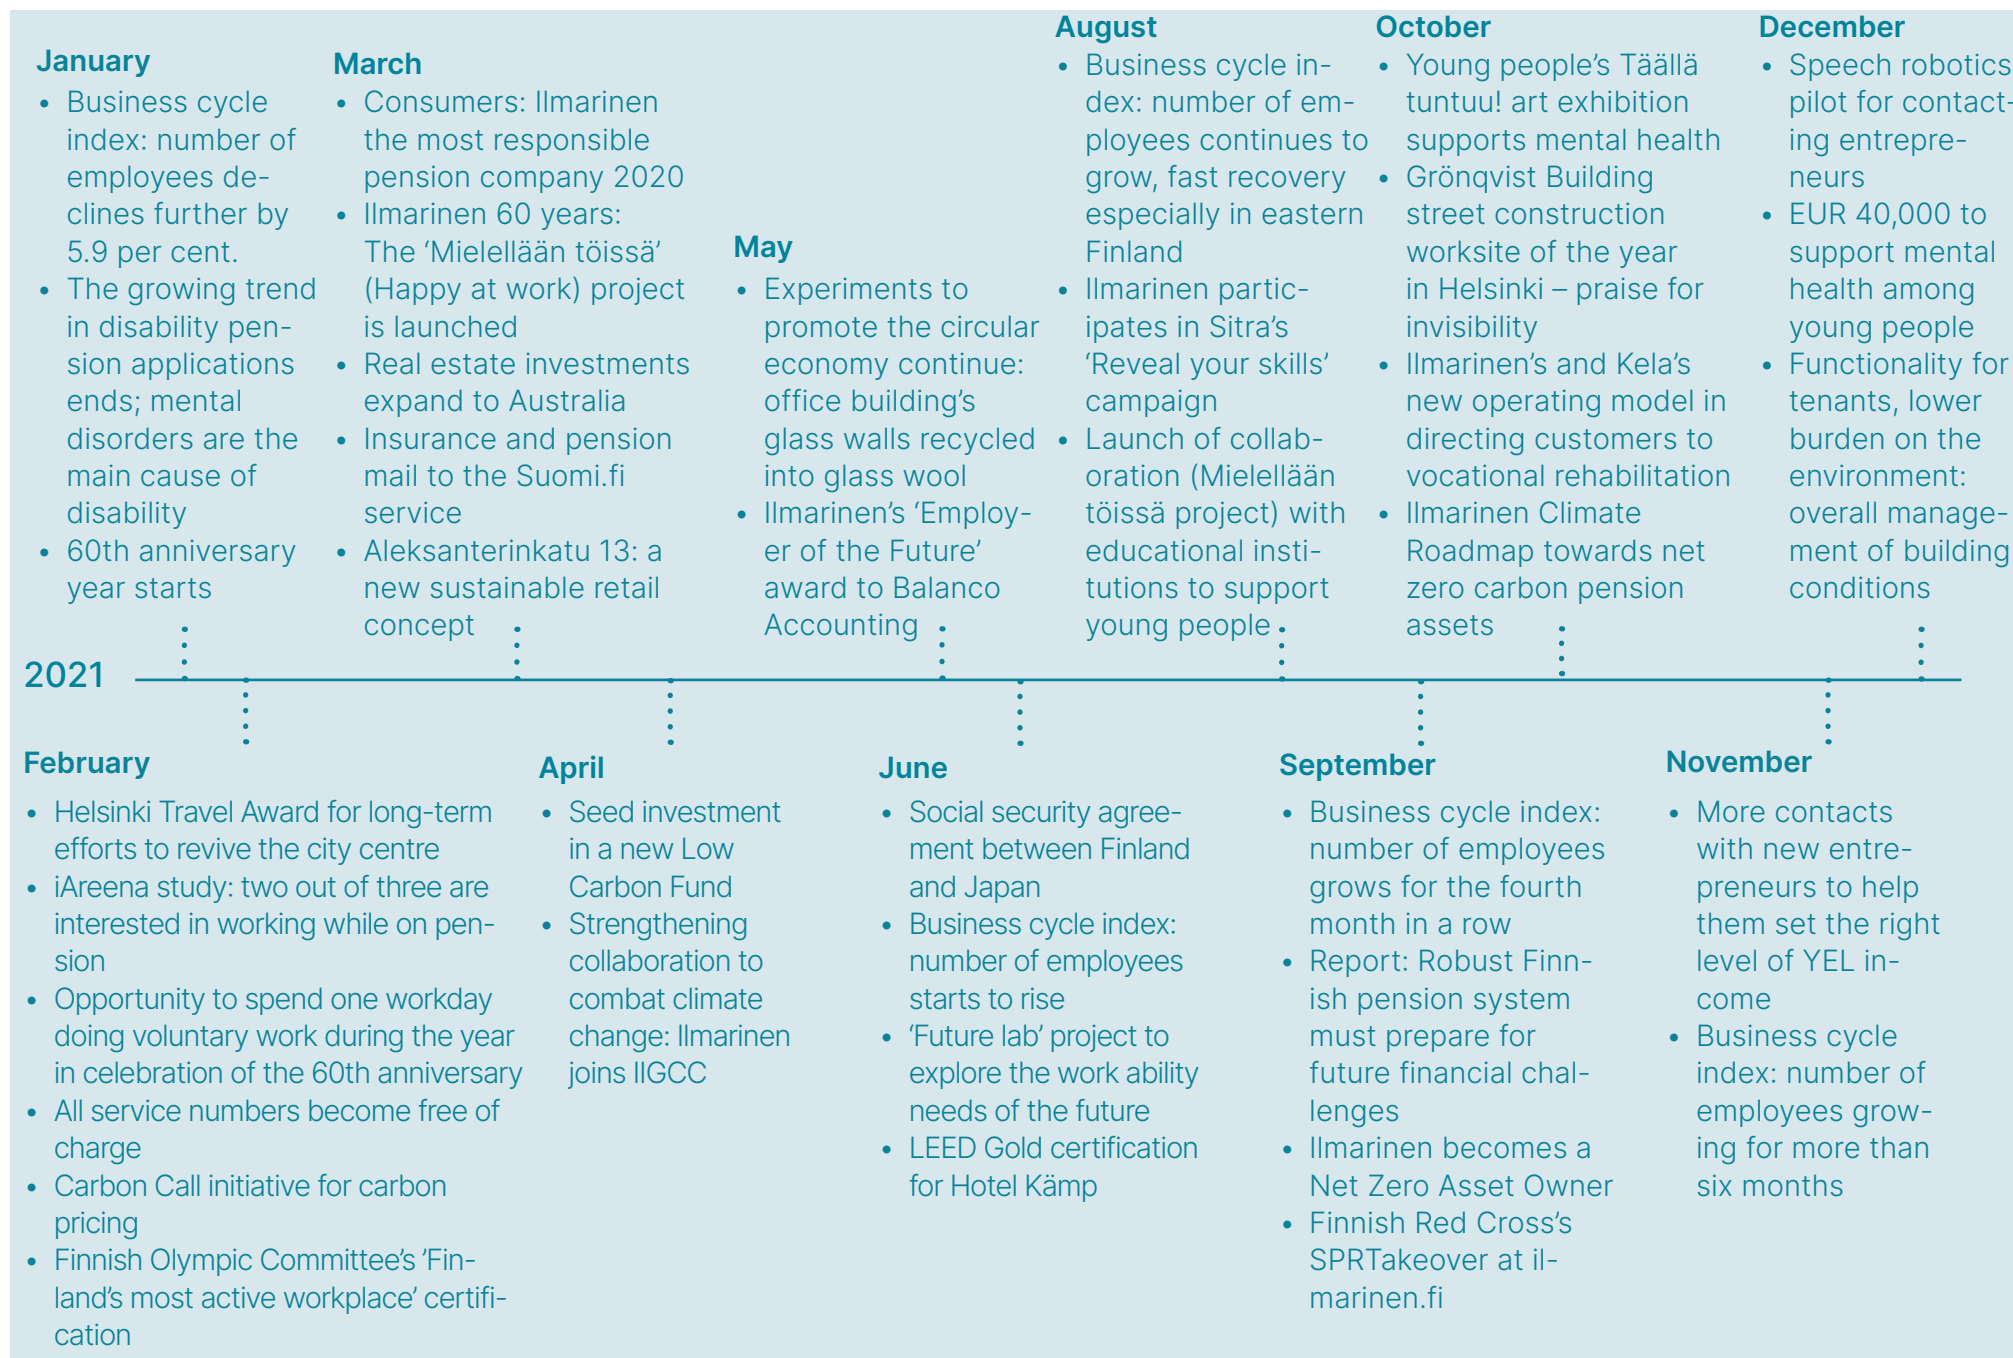 January
• Business cycle
index: number of
employees de-
clines further by
5.9 per cent.
• The growing trend
in disability pen-
sion applications
ends; mental
disorders are the
main cause of
disability
• 60th anniversary
year starts
March
• Consumers: Ilmarinen
the most responsible
pension company 2020
• Ilmarinen 60 years:
The ‘Mielellään töissä’
(Happy at work) project
is launched
• Real estate investments
expand to Australia
• Insurance and pension
mail to the Suomi.fi
service
• Aleksanterinkatu 13: a
new sustainable retail
concept
May
• Experiments to
promote the circular
economy continue:
office building’s
glass walls recycled
into glass wool
• Ilmarinen’s ‘Employ-
er of the Future’
award to Balanco
Accounting
August
• Business cycle in-
dex: number of em-
ployees continues to
grow, fast recovery
especially in eastern
Finland
• Ilmarinen partic-
ipates in Sitra’s
‘Reveal your skills’
campaign
• Launch of collab-
oration (Mielellään
töissä project) with
educational insti-
tutions to support
young people
October
• Young people’s Täällä
tuntuu! art exhibition
supports mental health
• Grönqvist Building
street construction
worksite of the year
in Helsinki – praise for
invisibility
• Ilmarinen’s and Kela’s
new operating model in
directing customers to
vocational rehabilitation
• Ilmarinen Climate
Roadmap towards net
zero carbon pension
assets
December
• Speech robotics
pilot for contact-
ing entrepre-
neurs
• EUR 40,000 to
support mental
health among
young people
• Functionality for
tenants, lower
burden on the
environment:
overall manage-
ment of building
conditions
2021
February
• Helsinki Travel Award for long-term
efforts to revive the city centre
• iAreena study: two out of three are
interested in working while on pen-
sion
• Opportunity to spend one workday
doing voluntary work during the year
in celebration of the 60th anniversary
• All service numbers become free of
charge
• Carbon Call initiative for carbon
pricing
• Finnish Olympic Committee’s ’Fin-
land’s most active workplace’ certifi-
cation
April
• Seed investment
in a new Low
Carbon Fund
• Strengthening
collaboration to
combat climate
change: Ilmarinen
joins IIGCC
June
• Social security agree-
ment between Finland
and Japan
• Business cycle index:
number of employees
starts to rise
• ‘Future lab’ project to
explore the work ability
needs of the future
• LEED Gold certification
for Hotel Kämp
September
• Business cycle index:
number of employees
grows for the fourth
month in a row
• Report: Robust Finn-
ish pension system
must prepare for
future financial chal-
lenges
• Ilmarinen becomes a
Net Zero Asset Owner
• Finnish Red Cross’s
SPRTakeover at il-
marinen.fi
November
• More contacts
with new entre-
preneurs to help
them set the right
level of YEL in-
come
• Business cycle
index: number of
employees grow-
ing for more than
six months